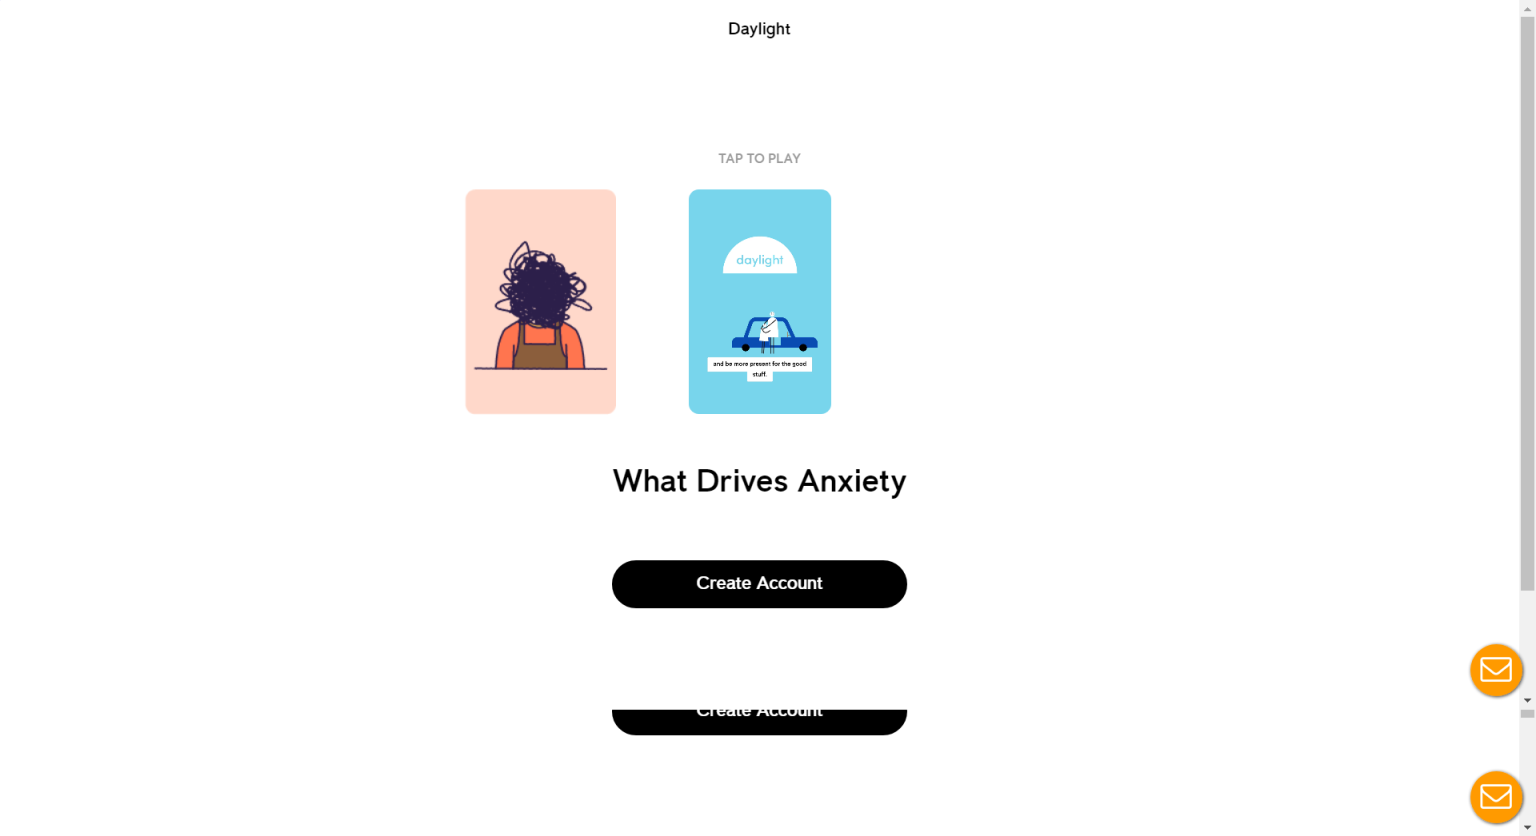 Daylight
TAP TO PLAY
daylight
and be more present for the good
stuff.
What Drives Anxiety
Create Account
Create Account